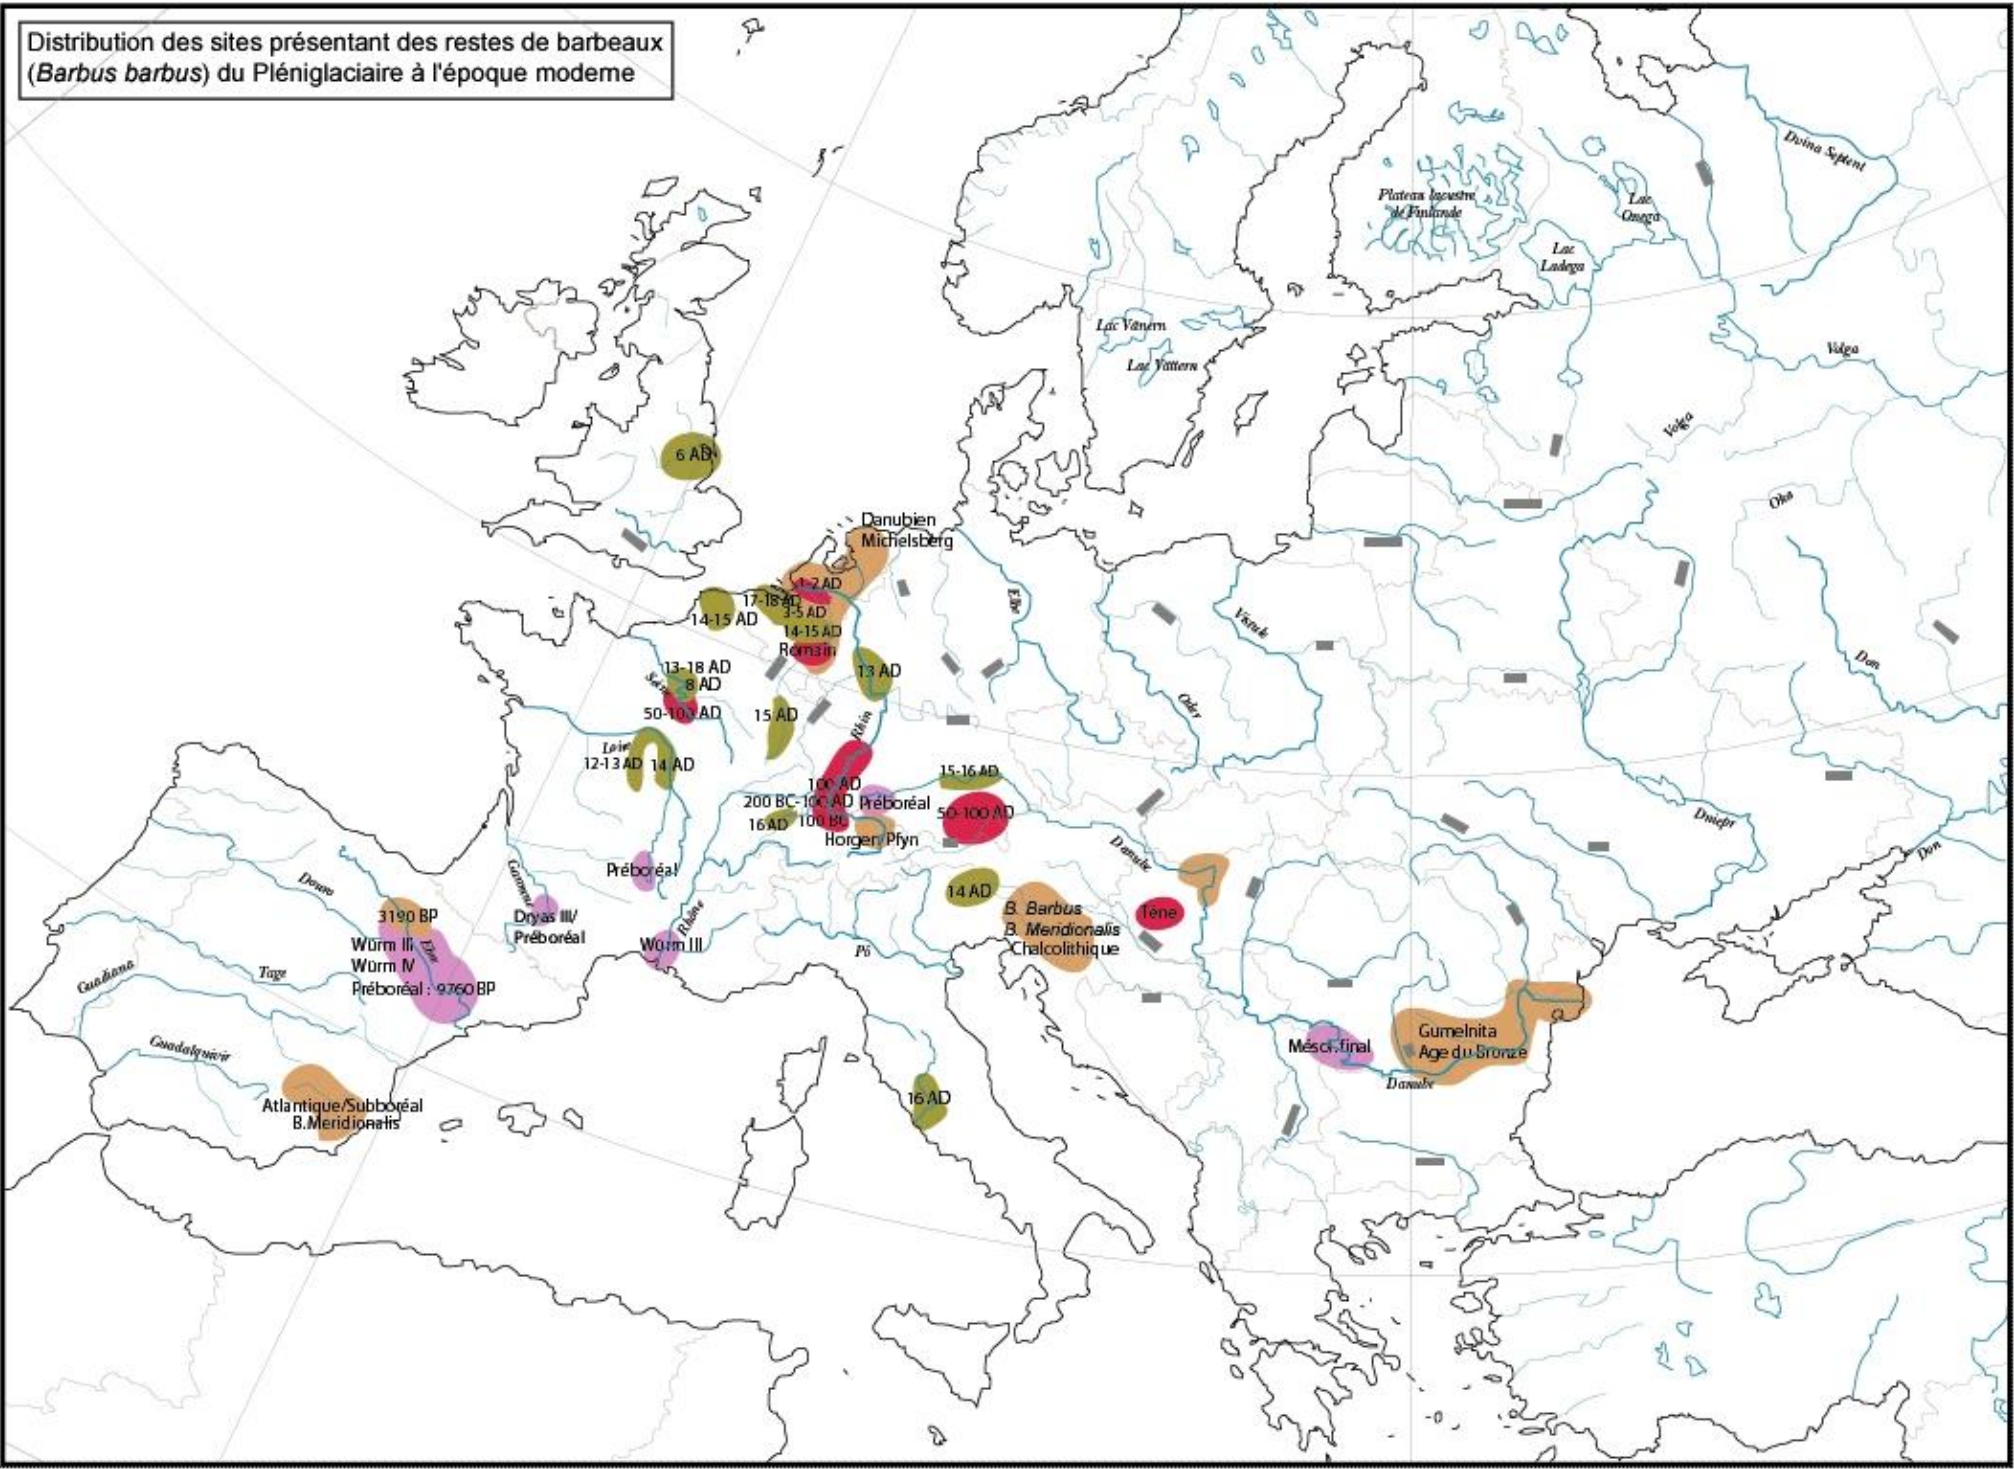 Distribution des sites présentant des restes de barbeaux
(Barbus barbus) du Pléniglaciaire à l'époque moderne
Dvina Septent
Plateau lacustre
de Finlande
Lac
Onega
Lac
Ladega
Lac Vänern
Lac Vättern
Volga
Volga
Oka
6 AD
Danubien
Michelsberg
1-2 AD
17-18 AD
3-5 AD
14-15 AD
14-15 AD
Romain
Elbe
Vistule
Don
13-18 AD
8 AD
Seine
50-100 AD
13 AD
15 AD
Oder
Rhin
Loire
12-13 AD
14 AD
15-16 AD
100 AD
200 BC-100 AD
Préboréal
50-100 AD
16 AD
100 BC
Horgen/Pfyn
Dniepr
Don
Danube
Préboréal
Garonne
Douro
14 AD
B. Barbus
B. Meridionalis
Chalcolithique
Tène
3190 BP
Dryas III/
Préboréal
Rhône
Würm III
Würm III
Würm IV
Préboréal : 9760 BP
Ebre
Pô
Guadiana
Tage
Guadalquivir
Gumelnita
Age du Bronze
Mésol.final
Danube
16 AD
Atlantique/Subboréal
B.Meridionalis